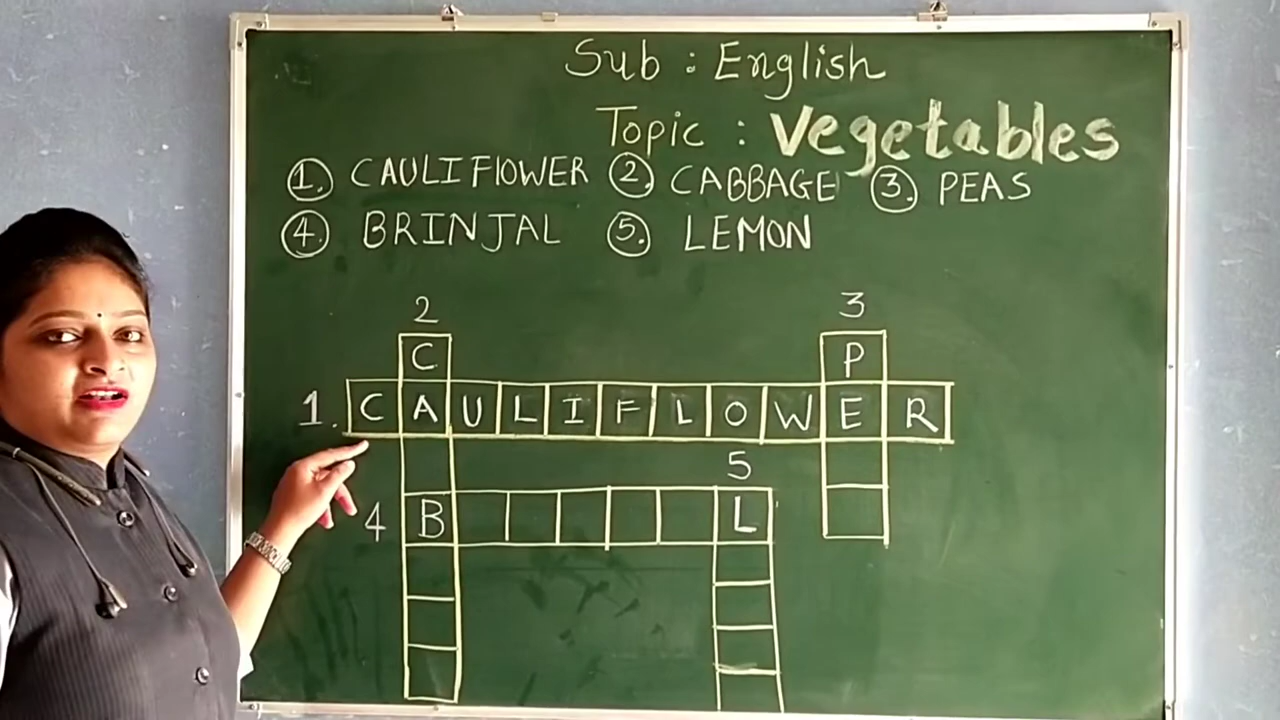 Sub : English
Topic : Vegetables
1. CAULIFLOWER 2. CABBAGE 3. PEAS
4. BRINJAL 5. LEMON
2 3
C P
1. C A U L I F L O W E R
5
4 B L